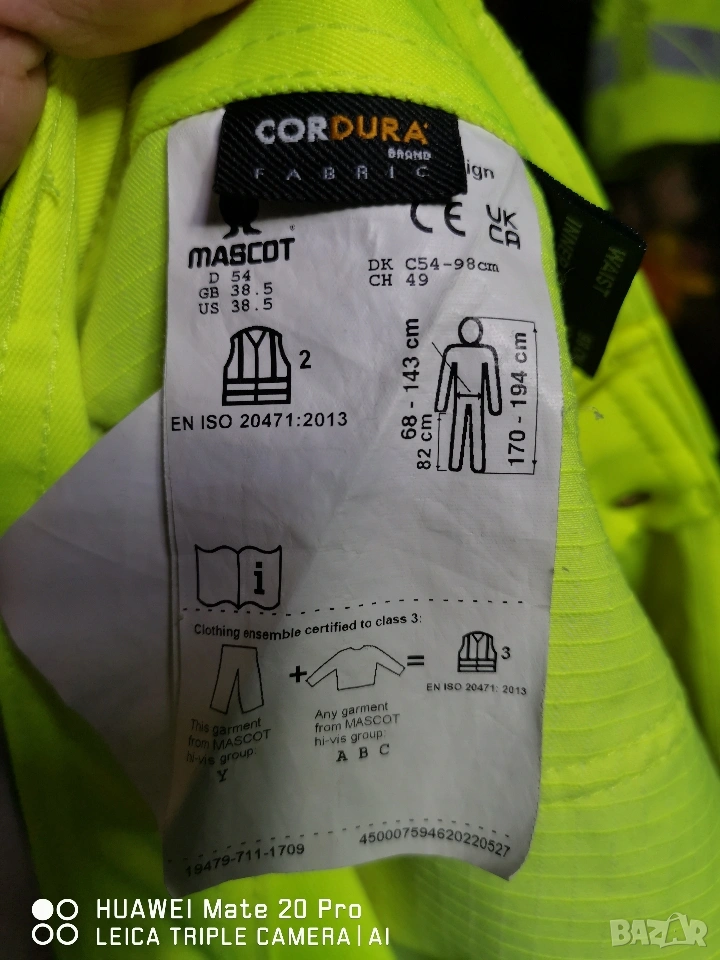 CORDURA
BRAND
FABRIC
ign
MASCOT
CE UK CA
D 54
GB 38.5
US 38.5
DK C54-98cm
CH 49
2
EN ISO 20471:2013
68 - 143 cm
82 cm
170 - 194 cm
WAIST
i
Clothing ensemble certified to class 3:
+ = 3
EN ISO 20471: 2013
This garment
from MASCOT
hi-vis group:
Y
Any garment
from MASCOT
hi-vis group:
A B C
19479-711-1709
450007594620220527
HUAWEI Mate 20 Pro
LEICA TRIPLE CAMERA | AI
BAZAR